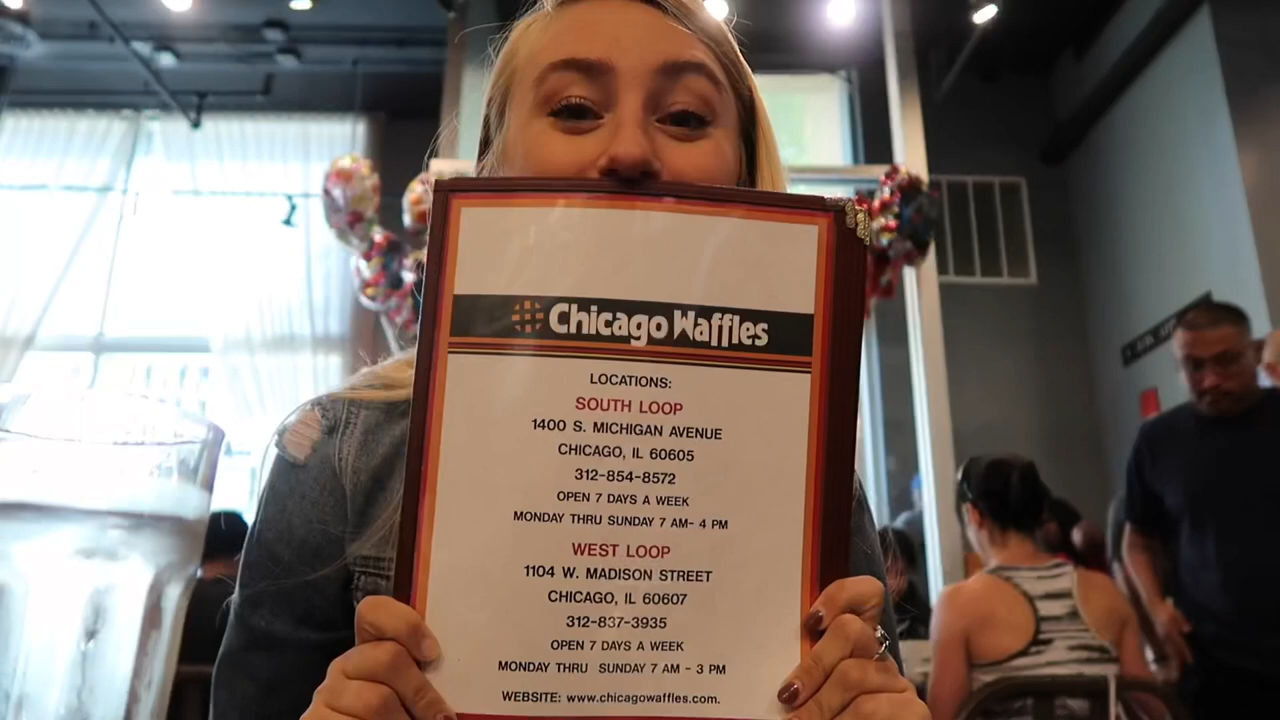 Chicago Waffles
LOCATIONS:
SOUTH LOOP
1400 S. MICHIGAN AVENUE
CHICAGO, IL 60605
312-854-8572
OPEN 7 DAYS A WEEK
MONDAY THRU SUNDAY 7 AM- 4 PM
WEST LOOP
1104 W. MADISON STREET
CHICAGO, IL 60607
312-837-3935
OPEN 7 DAYS A WEEK
MONDAY THRU SUNDAY 7 AM - 3 PM
WEBSITE: www.chicagowaffles.com.